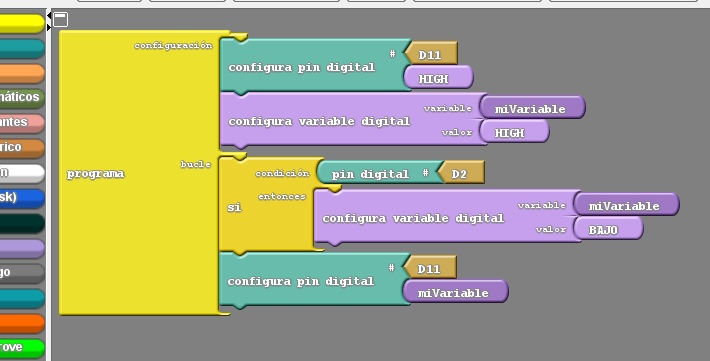 configuración
configura pin digital # D11
HIGH
configura variable digital variable miVariable
valor HIGH
programa
bucle
si
condición pin digital # D2
entonces
configura variable digital variable miVariable
valor BAJO
configura pin digital # D11
miVariable
náticos
antes
rico
n
sk)
go
rove